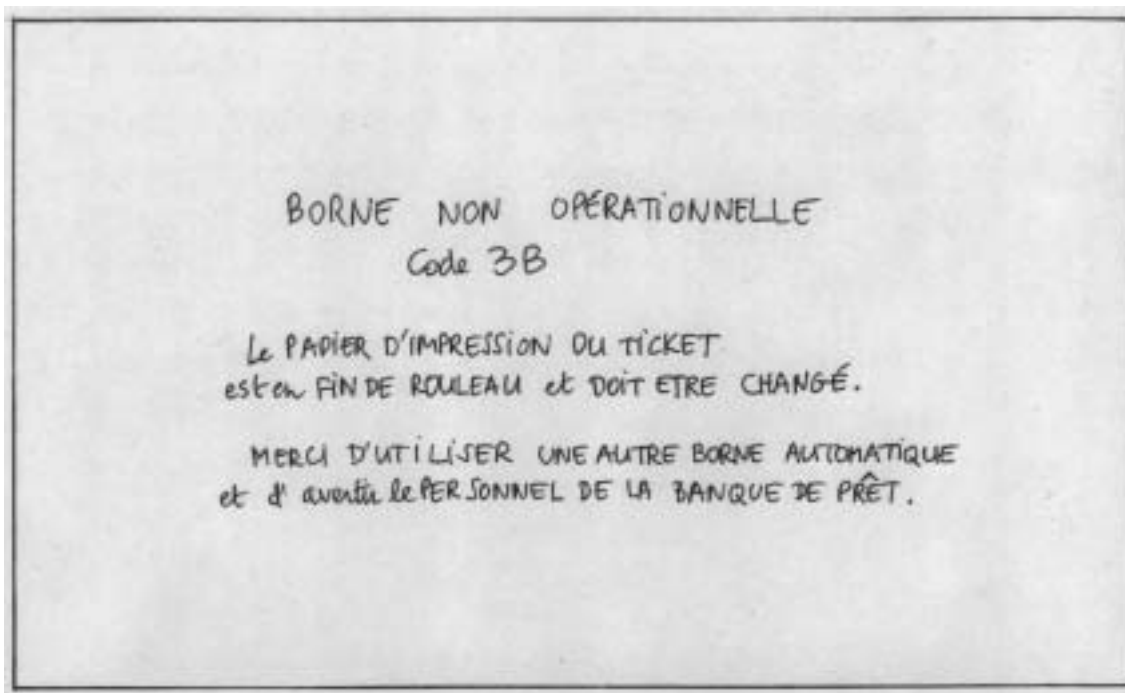 BORNE NON OPÉRATIONNELLE
Code 3B
Le PAPIER D'IMPRESSION DU TICKET
est en FIN DE ROULEAU et DOIT ETRE CHANGÉ.
MERCI D'UTILISER UNE AUTRE BORNE AUTOMATIQUE
et d'avertir le PERSONNEL DE LA BANQUE DE PRÊT.